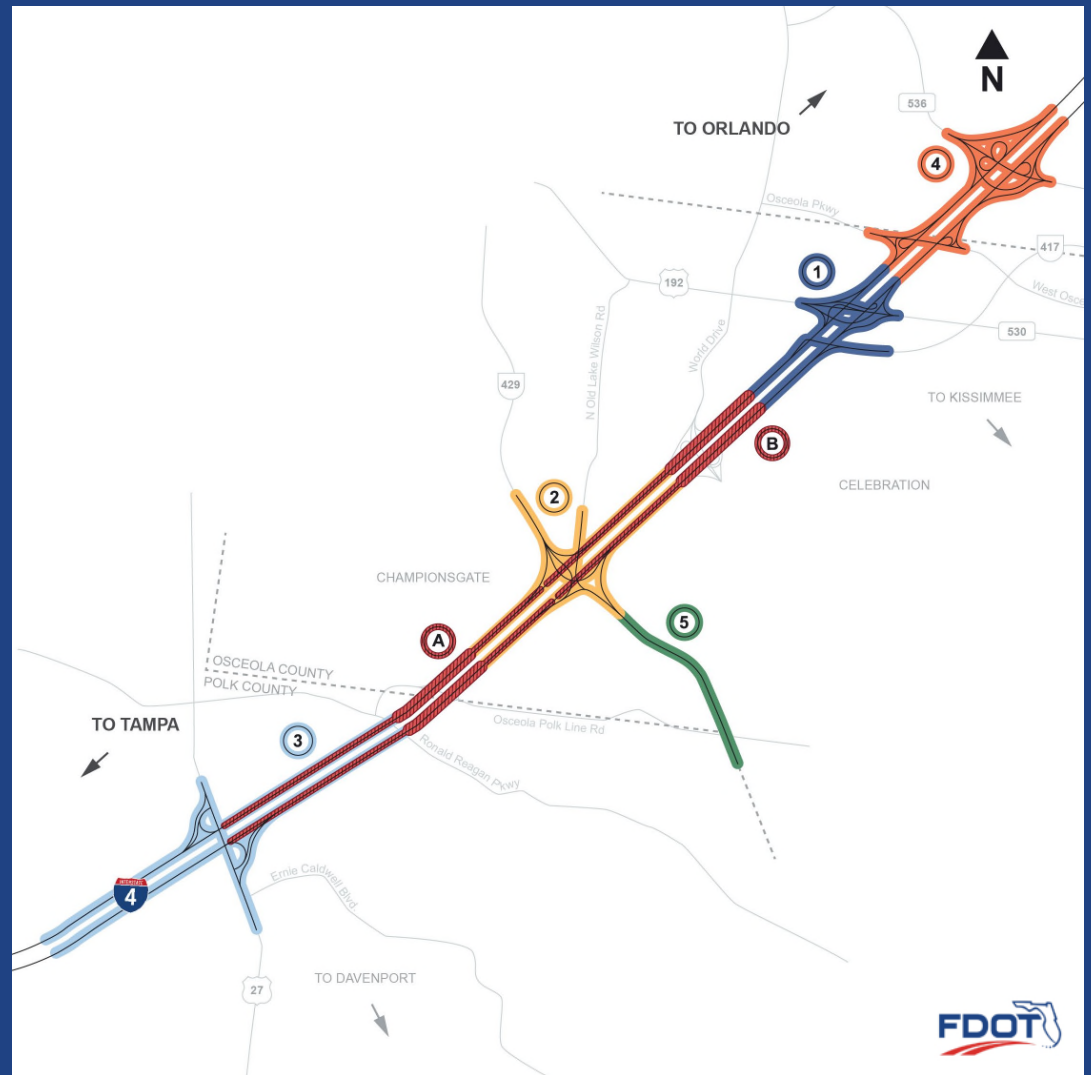 N
536
TO ORLANDO
4
Osceola Pkwy
417
1
192
West Osce
530
N Old Lake Wilson Rd
World Drive
429
TO KISSIMMEE
B
CELEBRATION
2
CHAMPIONSGATE
5
A
OSCEOLA COUNTY
POLK COUNTY
TO TAMPA
3
Osceola Polk Line Rd
Ronald Reagan Pkwy
INTERSTATE
4
Ernie Caldwell Blvd
TO DAVENPORT
27
FDOT